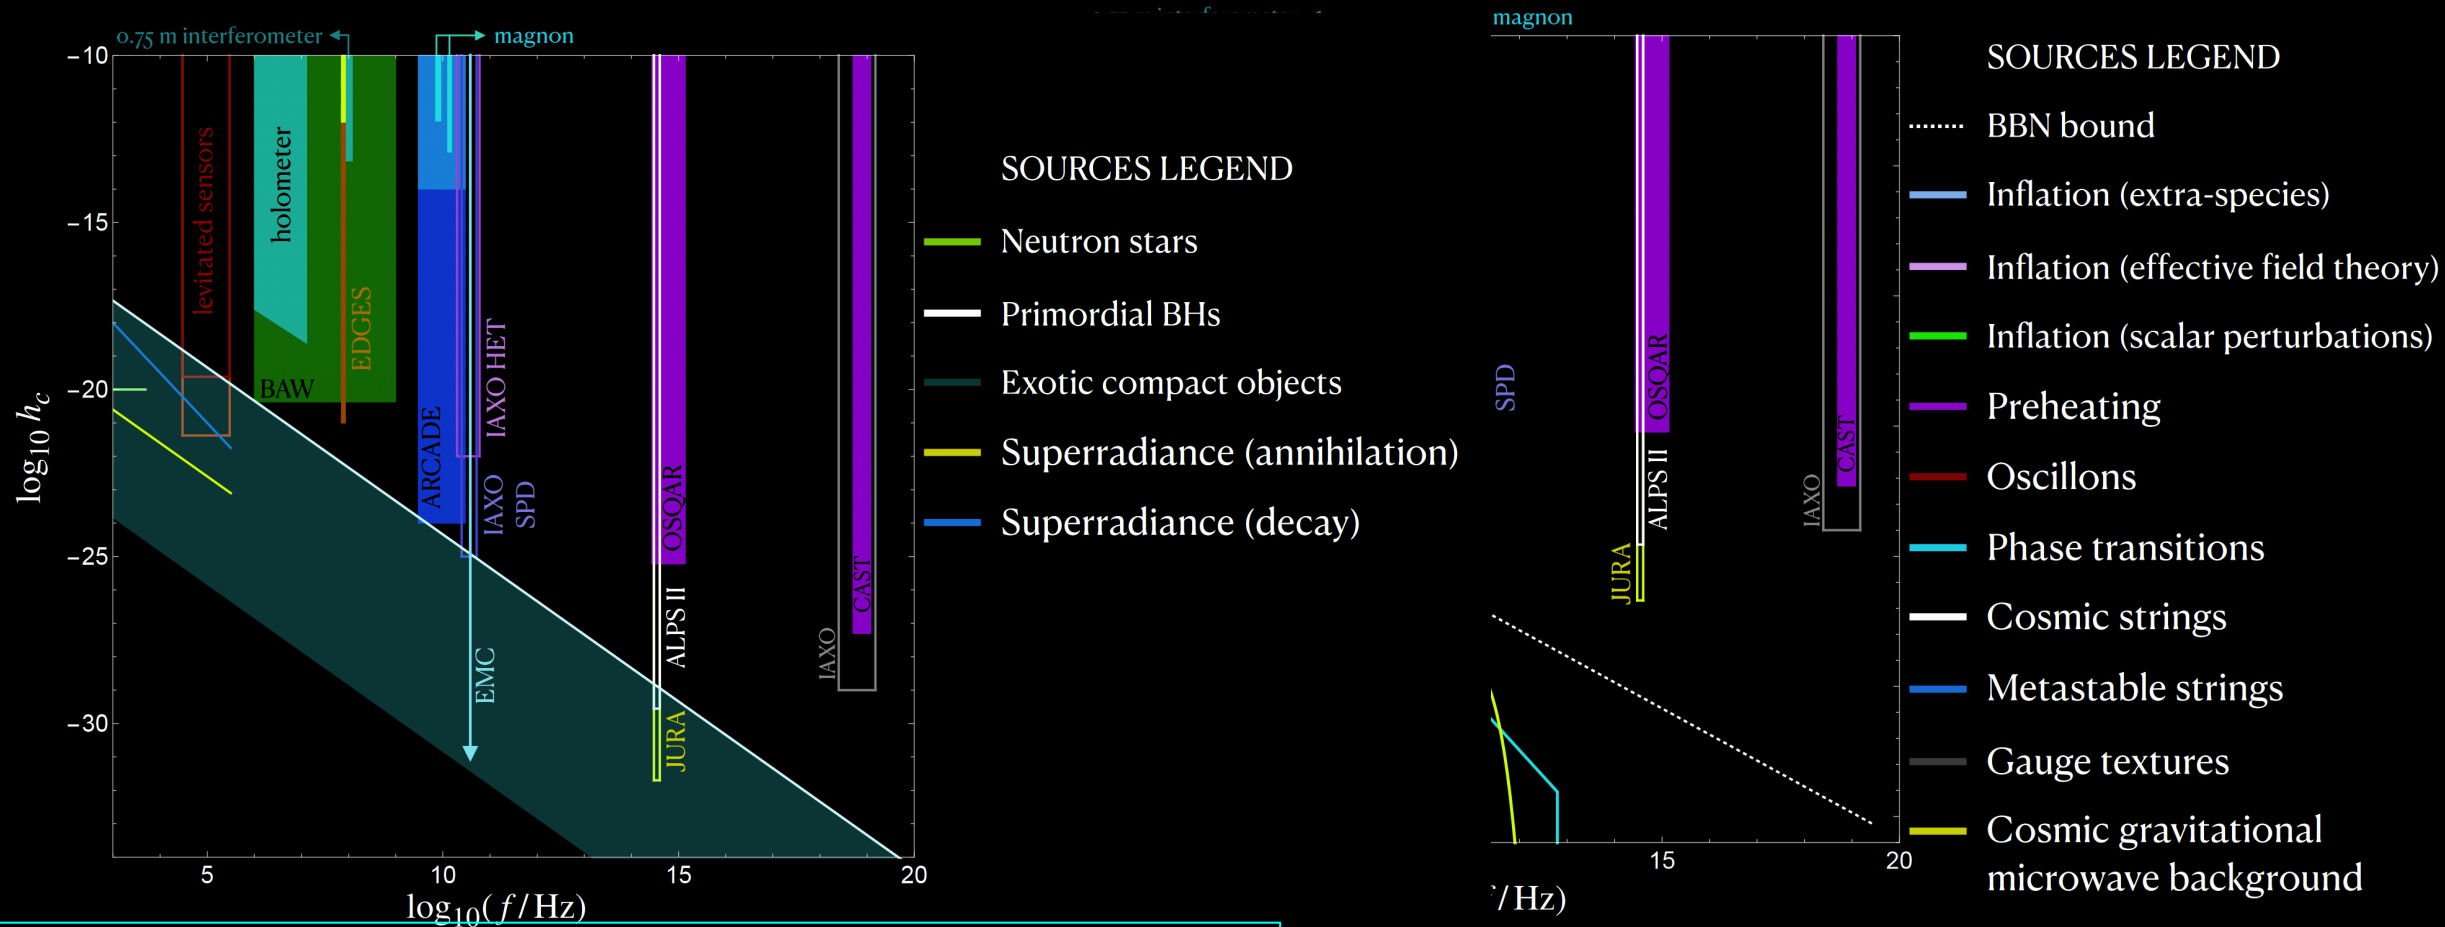 0.75 m interferometer
magnon
-10
-15
-20
-25
-30
log10 hc
levitated sensors
holometer
BAW
EDGES
ARCADE
IAXO HET
IAXO
SPD
EMC
OSQAR
ALPS II
JURA
IAXO
CAST
5
10
15
20
log10(f/Hz)
SOURCES LEGEND
Neutron stars
Primordial BHs
Exotic compact objects
Superradiance (annihilation)
Superradiance (decay)
magnon
SPD
OSQAR
ALPS II
JURA
IAXO
CAST
15
20
/Hz)
SOURCES LEGEND
BBN bound
Inflation (extra-species)
Inflation (effective field theory)
Inflation (scalar perturbations)
Preheating
Oscillons
Phase transitions
Cosmic strings
Metastable strings
Gauge textures
Cosmic gravitational
microwave background